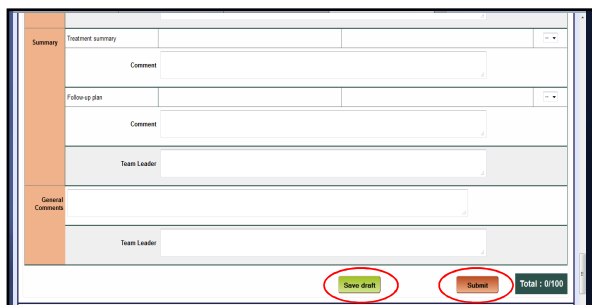 Summary
Treatment summary
--
Comment
Follow-up plan
--
Comment
Team Leader
General
Comments
Team Leader
Save draft
Submit
Total : 0/100